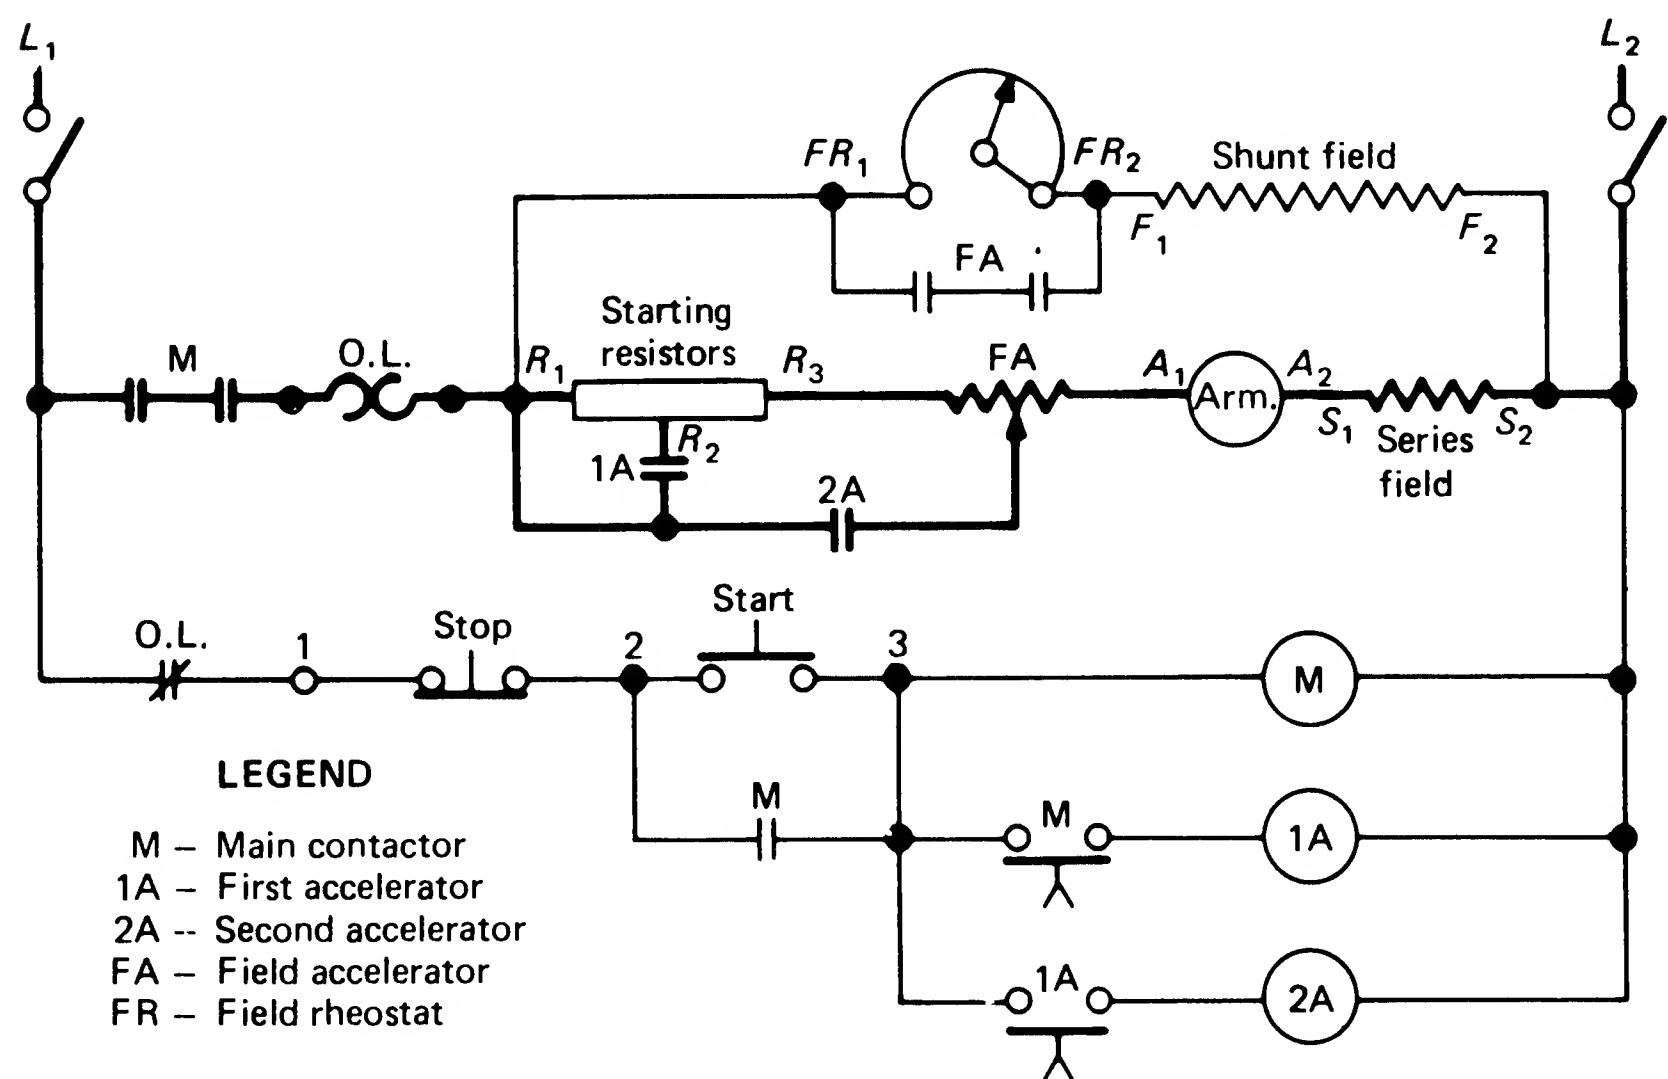 L₁
L₂
FR₁
FR₂
Shunt field
F₁
F₂
FA
Starting
resistors
M
O.L.
R₁
R₃
FA
A₁
Arm.
A₂
S₁
Series
field
S₂
R₂
1A
2A
O.L.
1
Stop
2
Start
3
M
M
M
1A
1A
2A
LEGEND
M – Main contactor
1A – First accelerator
2A -- Second accelerator
FA – Field accelerator
FR – Field rheostat